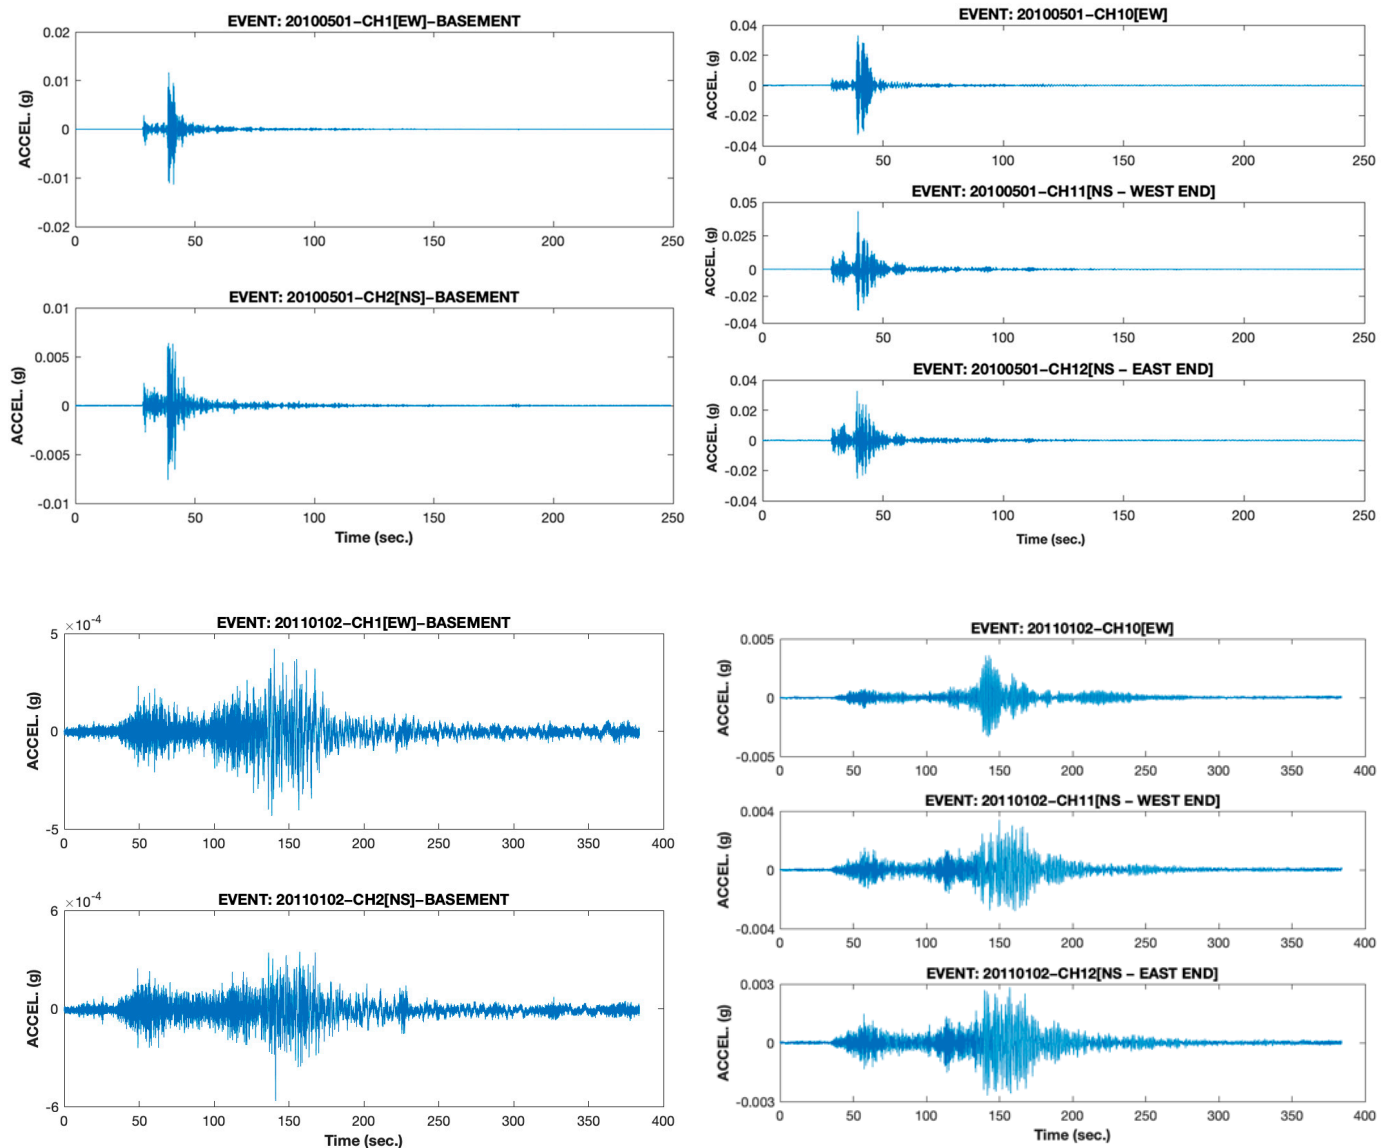 EVENT: 20100501-CH1[EW]-BASEMENT
0.02
0.01
0
-0.01
-0.02
ACCEL. (g)
0 50 100 150 200 250
EVENT: 20100501-CH2[NS]-BASEMENT
0.01
0.005
0
-0.005
-0.01
ACCEL. (g)
0 50 100 150 200 250
Time (sec.)
EVENT: 20100501-CH10[EW]
0.04
0.02
0
-0.02
-0.04
ACCEL. (g)
0 50 100 150 200 250
EVENT: 20100501-CH11[NS - WEST END]
0.05
0.025
0
-0.02
-0.04
ACCEL. (g)
0 50 100 150 200 250
EVENT: 20100501-CH12[NS - EAST END]
0.04
0.02
0
-0.02
-0.04
ACCEL. (g)
0 50 100 150 200 250
Time (sec.)
EVENT: 20110102-CH1[EW]-BASEMENT
×10⁻⁴
5
0
-5
ACCEL. (g)
0 50 100 150 200 250 300 350 400
EVENT: 20110102-CH2[NS]-BASEMENT
×10⁻⁴
6
0
-6
ACCEL. (g)
0 50 100 150 200 250 300 350 400
Time (sec.)
EVENT: 20110102-CH10[EW]
0.005
0
-0.005
ACCEL. (g)
0 50 100 150 200 250 300 350 400
EVENT: 20110102-CH11[NS - WEST END]
0.004
0
-0.004
ACCEL. (g)
0 50 100 150 200 250 300 350 400
EVENT: 20110102-CH12[NS - EAST END]
0.003
0
-0.003
ACCEL. (g)
0 50 100 150 200 250 300 350 400
Time (sec.)